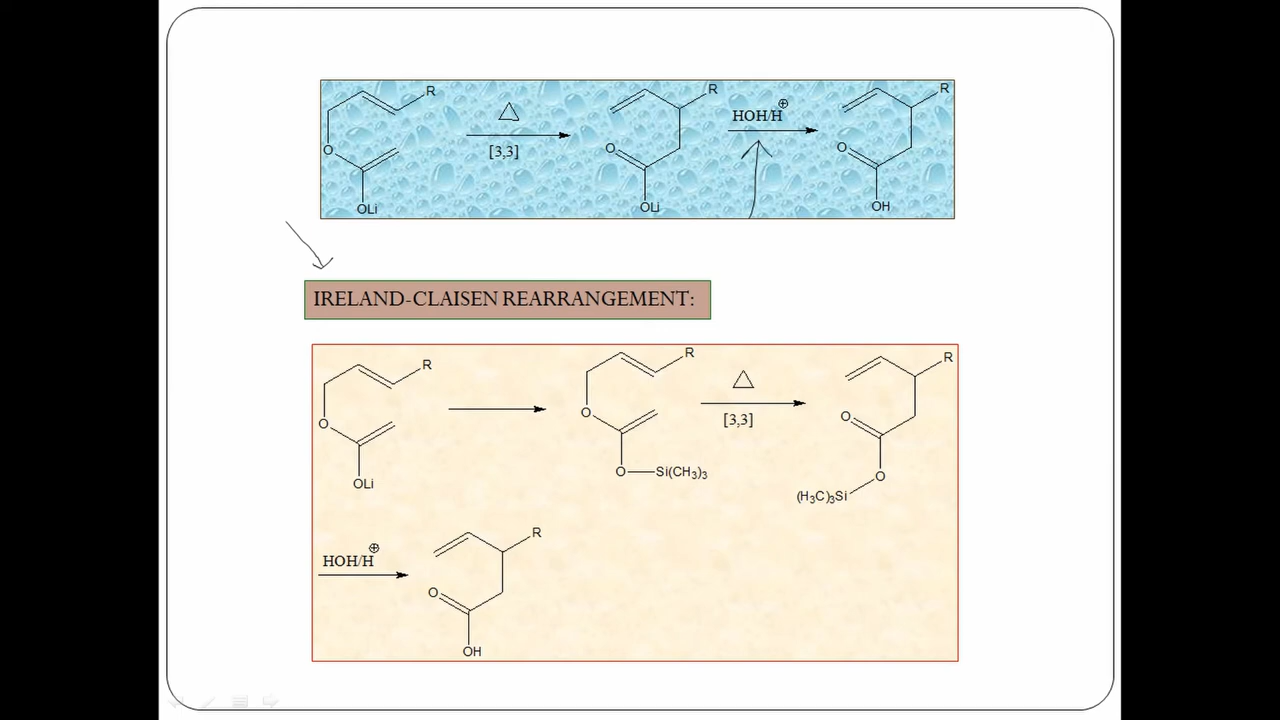 R
O
OLi
△
[3,3]
R
O
OLi
HOH/H⊕
R
O
OH
IRELAND-CLAISEN REARRANGEMENT:
R
O
OLi
R
O
O—Si(CH3)3
△
[3,3]
R
O
O
(H3C)3Si
HOH/H⊕
R
O
OH